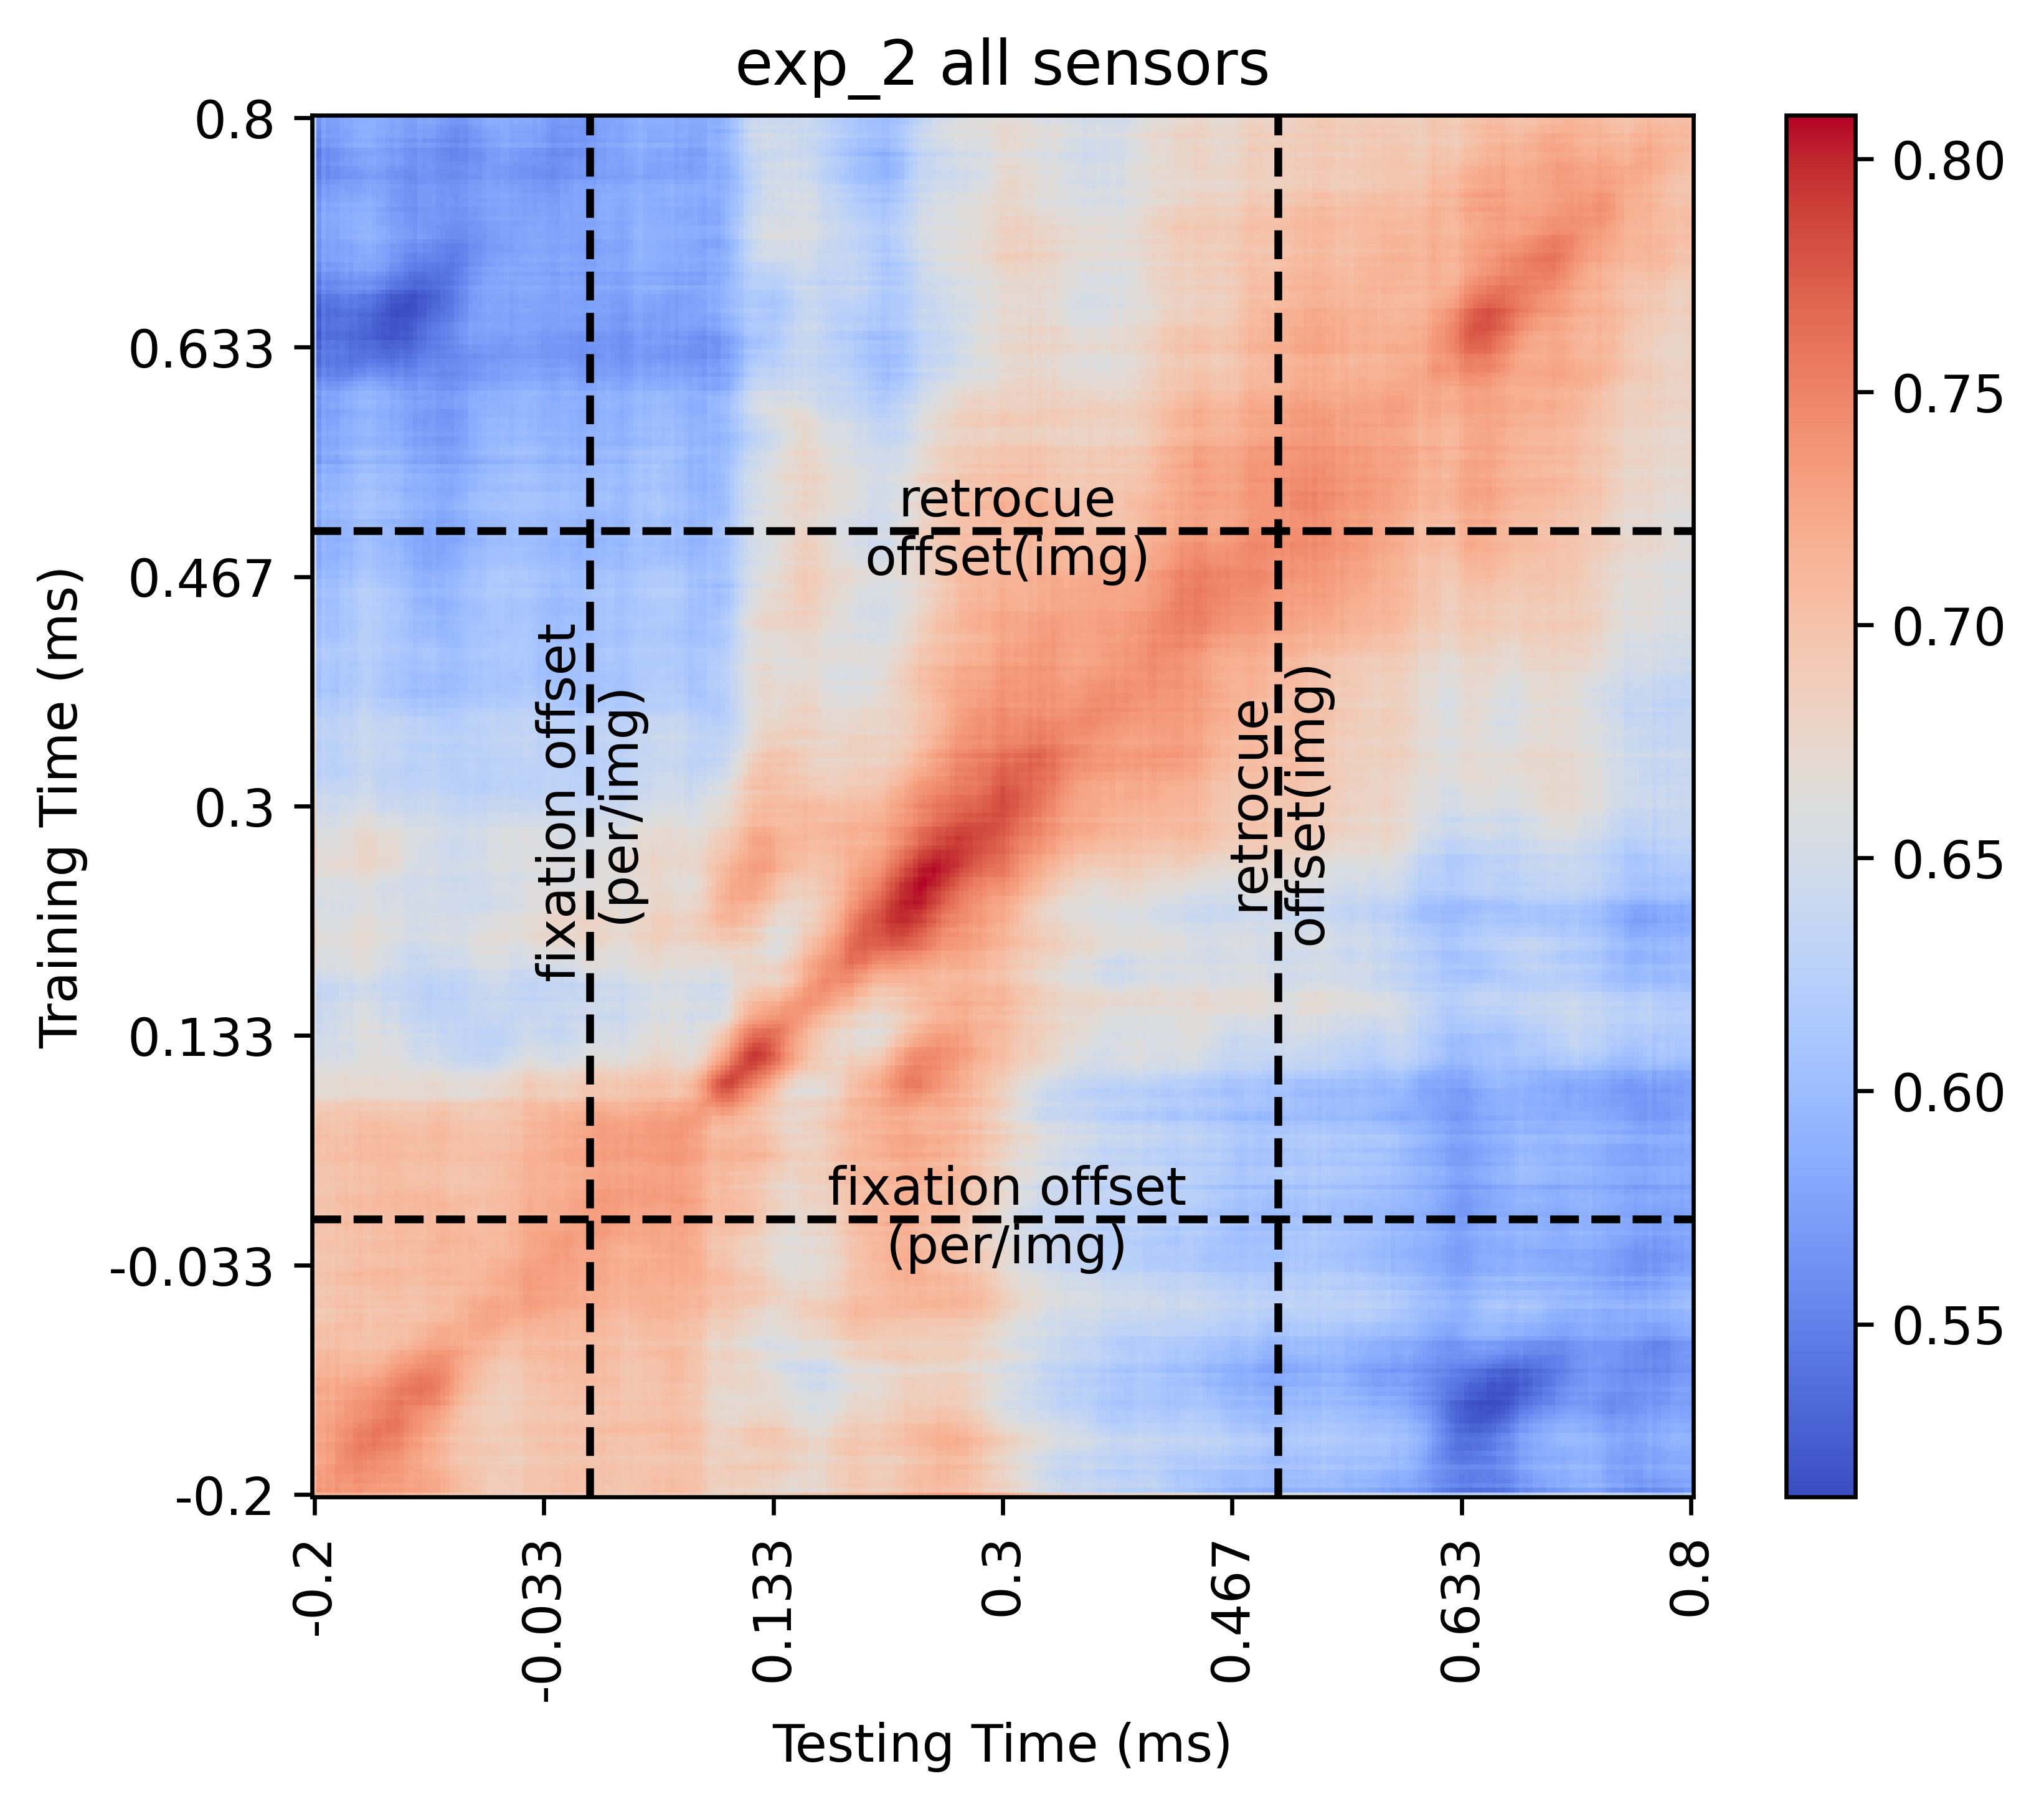 exp_2 all sensors
0.8
0.633
0.467
0.3
0.133
-0.033
-0.2
Training Time (ms)
retrocue
offset(img)
fixation offset
(per/img)
retrocue
offset(img)
fixation offset
(per/img)
-0.2
-0.033
0.133
0.3
0.467
0.633
0.8
Testing Time (ms)
0.80
0.75
0.70
0.65
0.60
0.55